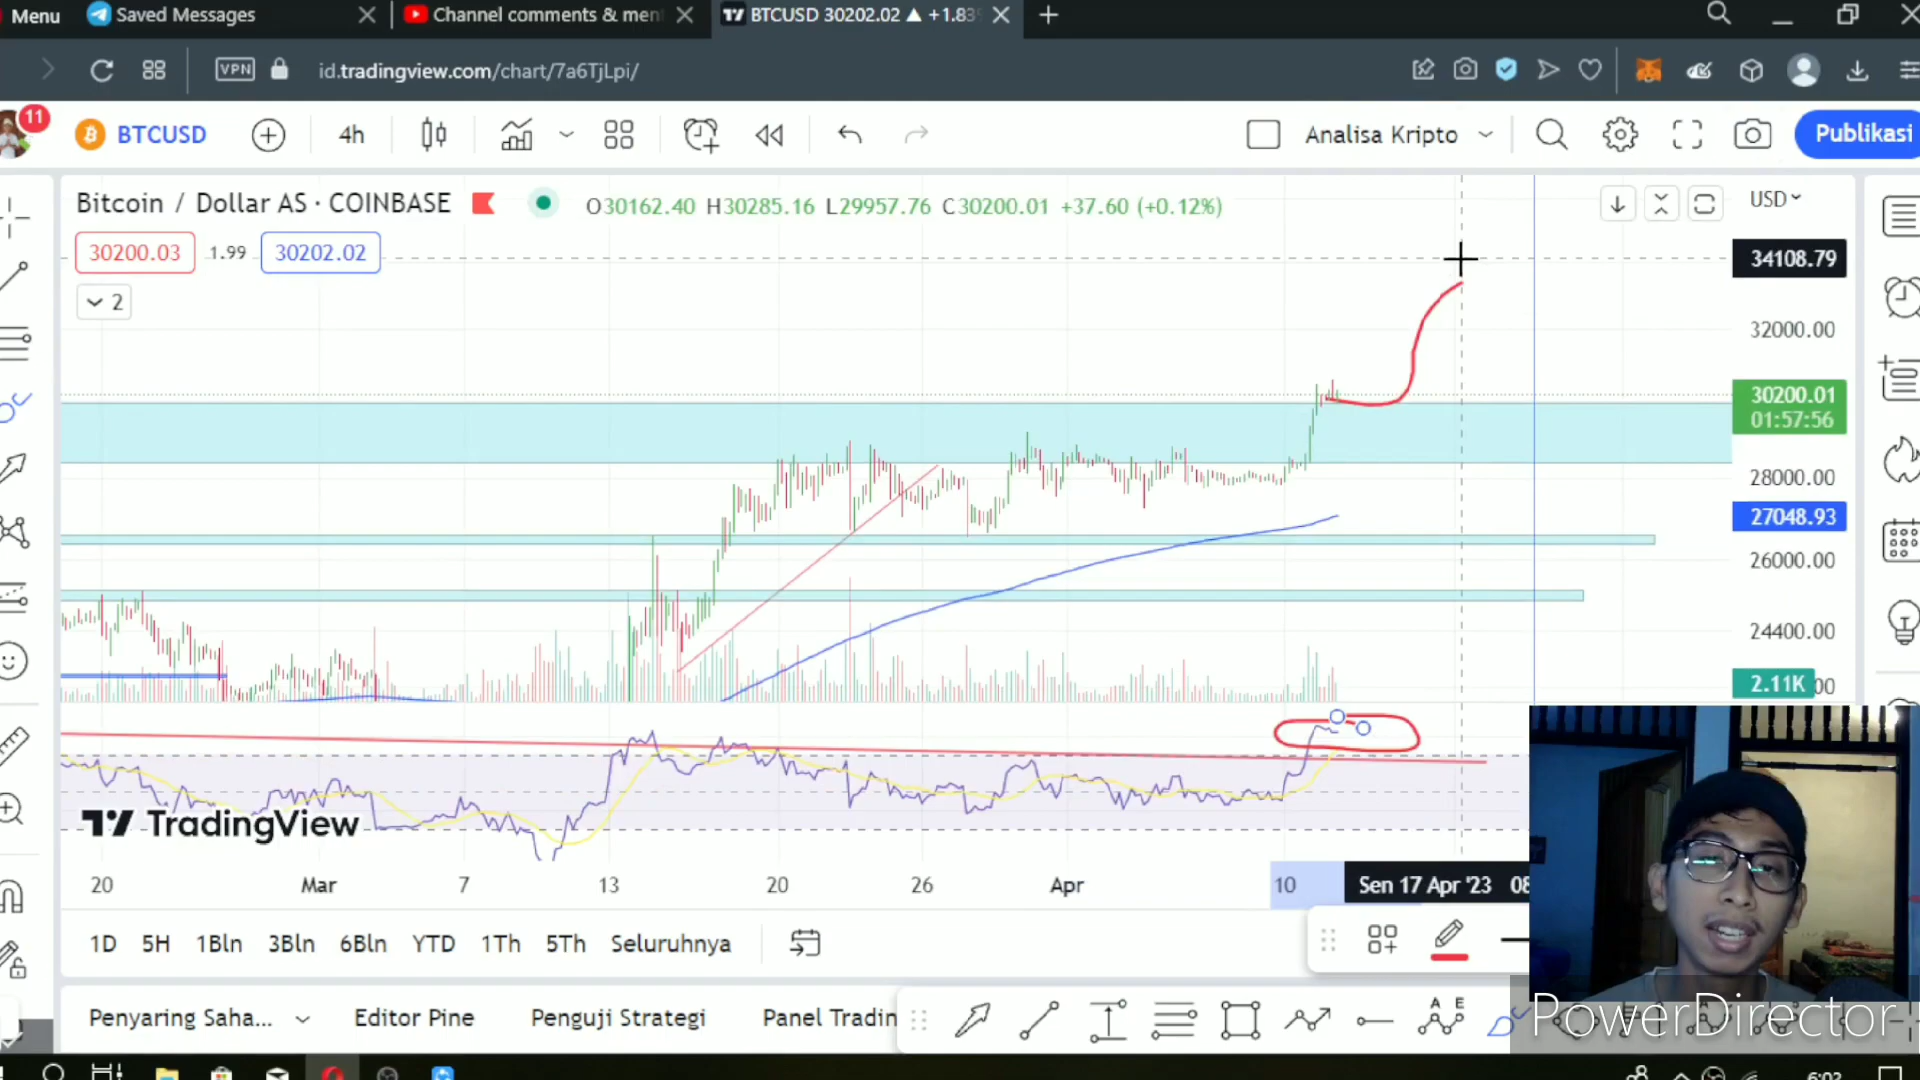 Menu
Saved Messages
Channel comments & men
BTCUSD 30202.02 ▲ +1.83
VPN
id.tradingview.com/chart/7a6TjLpi/
11
BTCUSD
4h
Analisa Kripto
Publikasi
Bitcoin / Dollar AS · COINBASE
O30162.40 H30285.16 L29957.76 C30200.01 +37.60 (+0.12%)
USD
30200.03
1.99
30202.02
2
34108.79
32000.00
30200.01
01:57:56
28000.00
27048.93
26000.00
24400.00
2.11K
00
TradingView
20
Mar
7
13
20
26
Apr
10
Sen 17 Apr '23
08
1D
5H
1Bln
3Bln
6Bln
YTD
1Th
5Th
Seluruhnya
Penyaring Saha...
Editor Pine
Penguji Strategi
Panel Tradin
A E
PowerDirector
6:02